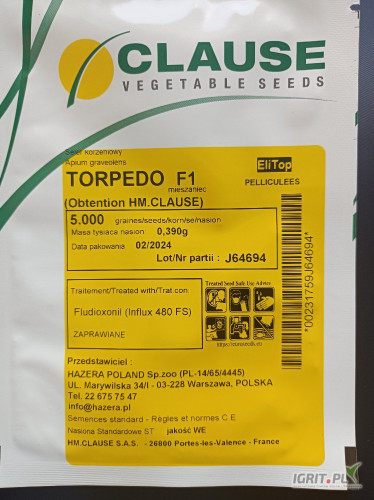 CLAUSE
VEGETABLE SEEDS
Seler korzeniowy
Apium graveolens
TORPEDO F1
mieszaniec
(Obtention HM.CLAUSE)
EliTop
PELLICULEES
5.000 graines/seeds/korn/se/nasion
Masa tysiaca nasion 0,390g
Data pakowania 02/2024
Lot/Nr partii : J64694
Traitement/Treated with/Trat.con.
Fludioxonil (Influx 480 FS)
ZAPRAWIANE
Treated Seed Safe Use Advice
*00231759J64694*
Przedstawiciel :
HAZERA POLAND Sp.zoo (PL-14/65/4445)
UL. Marywilska 34/I - 03-228 Warszawa, POLSKA
Tel. 22 675 75 47
info@hazera.pl
Semences standard - Règles et normes C.E
Nasiona Standardowe ST jakość WE
HM.CLAUSE S.A.S. - 26800 Portes-les-Valence - France
IGRIT.PL